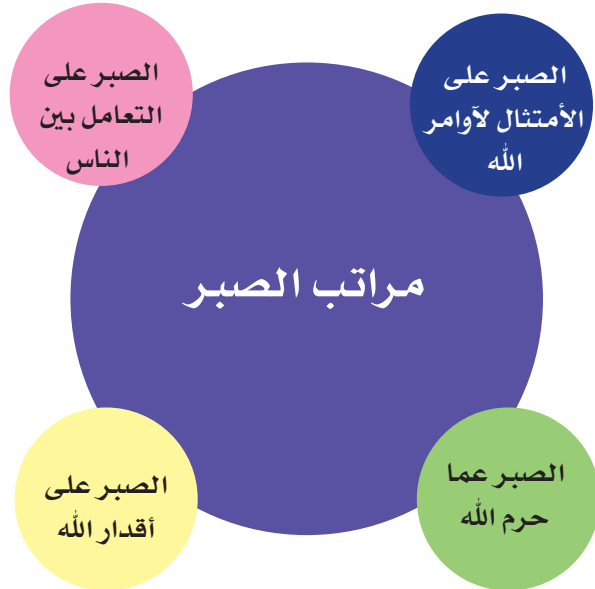 الصبر على
الأمتثال لآوامر
الله
الصبر على
التعامل بين
الناس
مراتب الصبر
الصبر عما
حرم الله
الصبر على
أقدار الله